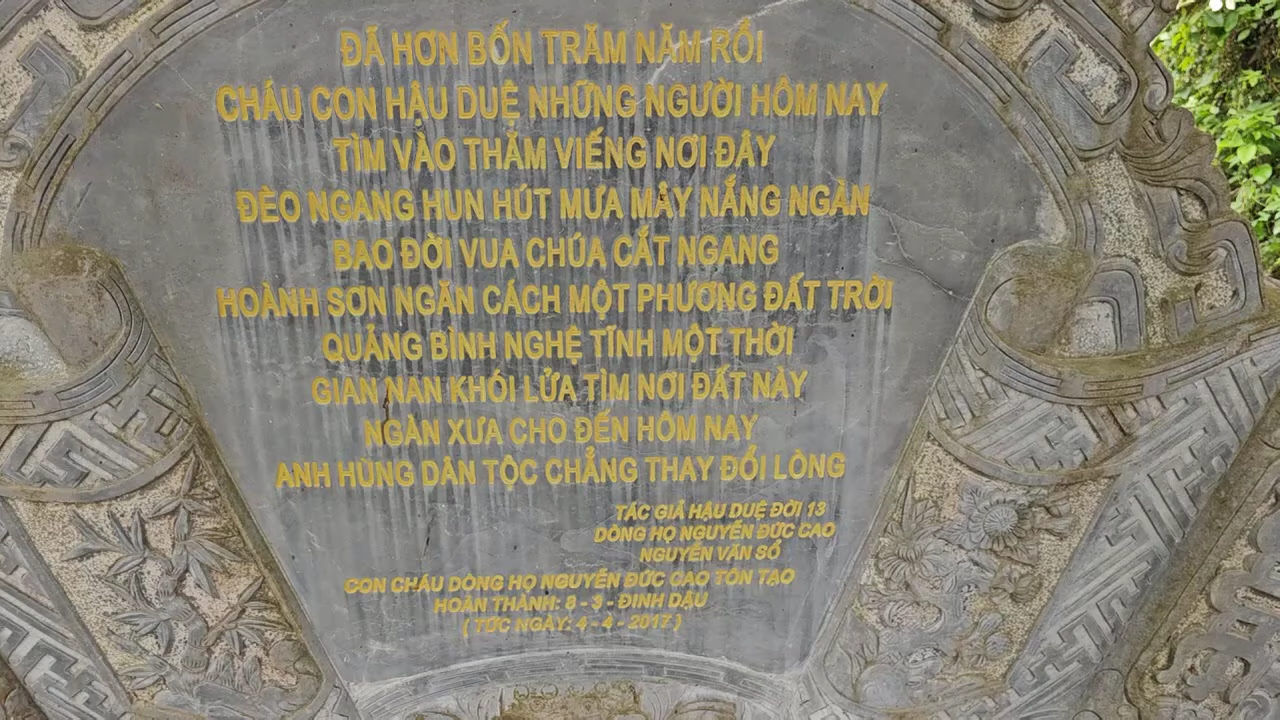 ĐÃ HƠN BỐN TRĂM NĂM RỒI
CHÁU CON HẬU DUỆ NHỮNG NGƯỜI HÔM NAY
TÌM VÀO THĂM VIẾNG NƠI ĐÂY
ĐÈO NGANG HUN HÚT MƯA MÂY NẮNG NGÀN
BAO ĐỜI VUA CHÚA CẮT NGANG
HOÀNH SƠN NGĂN CÁCH MỘT PHƯƠNG ĐẤT TRỜI
QUẢNG BÌNH NGHỆ TĨNH MỘT THỜI
GIAN NAN KHÓI LỬA TÌM NƠI ĐẤT NÀY
NGÀN XƯA CHO ĐẾN HÔM NAY
ANH HÙNG DÂN TỘC CHẲNG THAY ĐỔI LÒNG
TÁC GIẢ HẬU DUỆ ĐỜI 13
DÒNG HỌ NGUYỄN ĐỨC CAO
NGUYỄN VĂN SỔ
CON CHÁU DÒNG HỌ NGUYỄN ĐỨC CAO TÔN TẠO
HOÀN THÀNH: 8 - 3 - ĐINH DẬU
( TỨC NGÀY: 4 - 4 - 2017 )